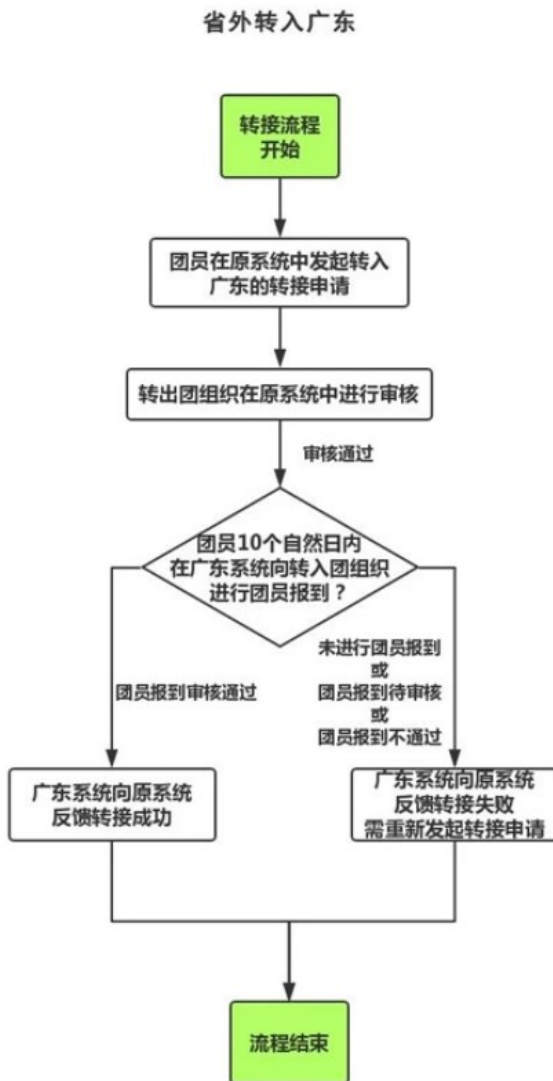 省外转入广东
转接流程
开始
团员在原系统中发起转入
广东的转接申请
转出团组织在原系统中进行审核
审核通过
团员10个自然日内
在广东系统向转入团组织
进行团员报到？
团员报到审核通过
未进行团员报到
或
团员报到待审核
或
团员报到不通过
广东系统向原系统
反馈转接成功
广东系统向原系统
反馈转接失败
需重新发起转接申请
流程结束